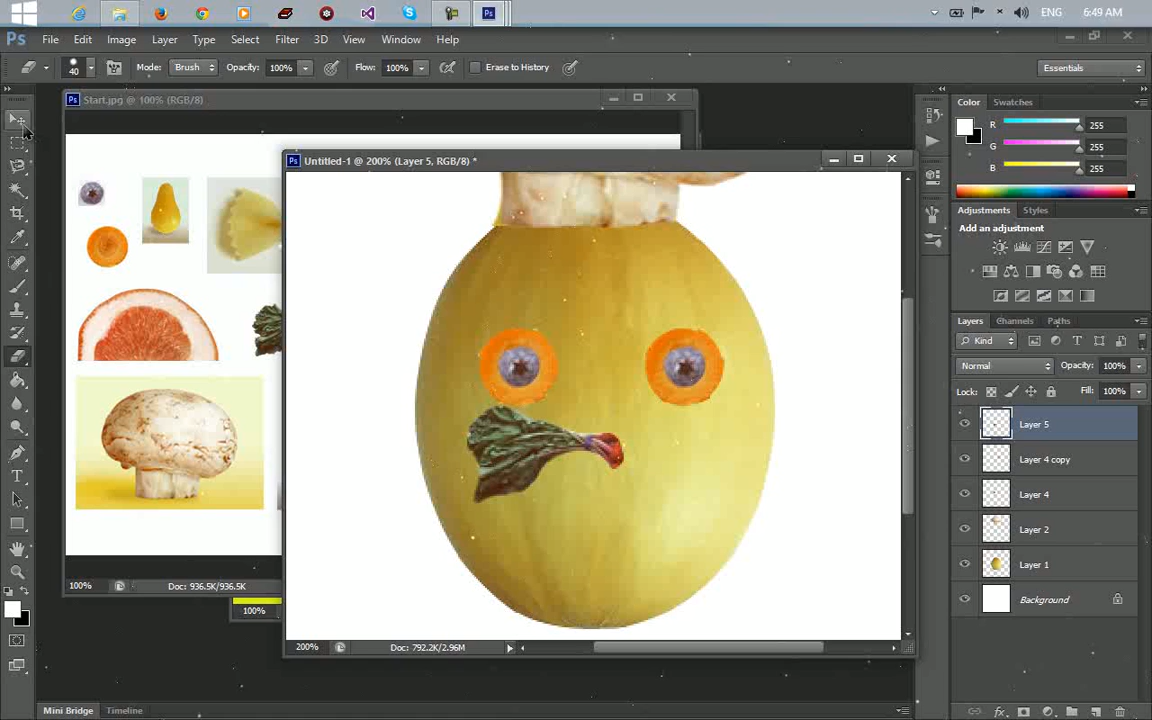 ENG
6:49 AM
Ps
File Edit Image Layer Type Select Filter 3D View Window Help
40
Mode: Brush
Opacity: 100%
Flow: 100%
Erase to History
Essentials
Ps Start.jpg @ 100% (RGB/8)
Ps Untitled-1 @ 200% (Layer 5, RGB/8) *
100%
Doc: 936.5K/936.5K
100%
200%
Doc: 792.2K/2.96M
Color Swatches
R 255
G 255
B 255
Adjustments Styles
Add an adjustment
Layers Channels Paths
Kind
Normal
Opacity: 100%
Lock:
Fill: 100%
Layer 5
Layer 4 copy
Layer 4
Layer 2
Layer 1
Background
Mini Bridge Timeline